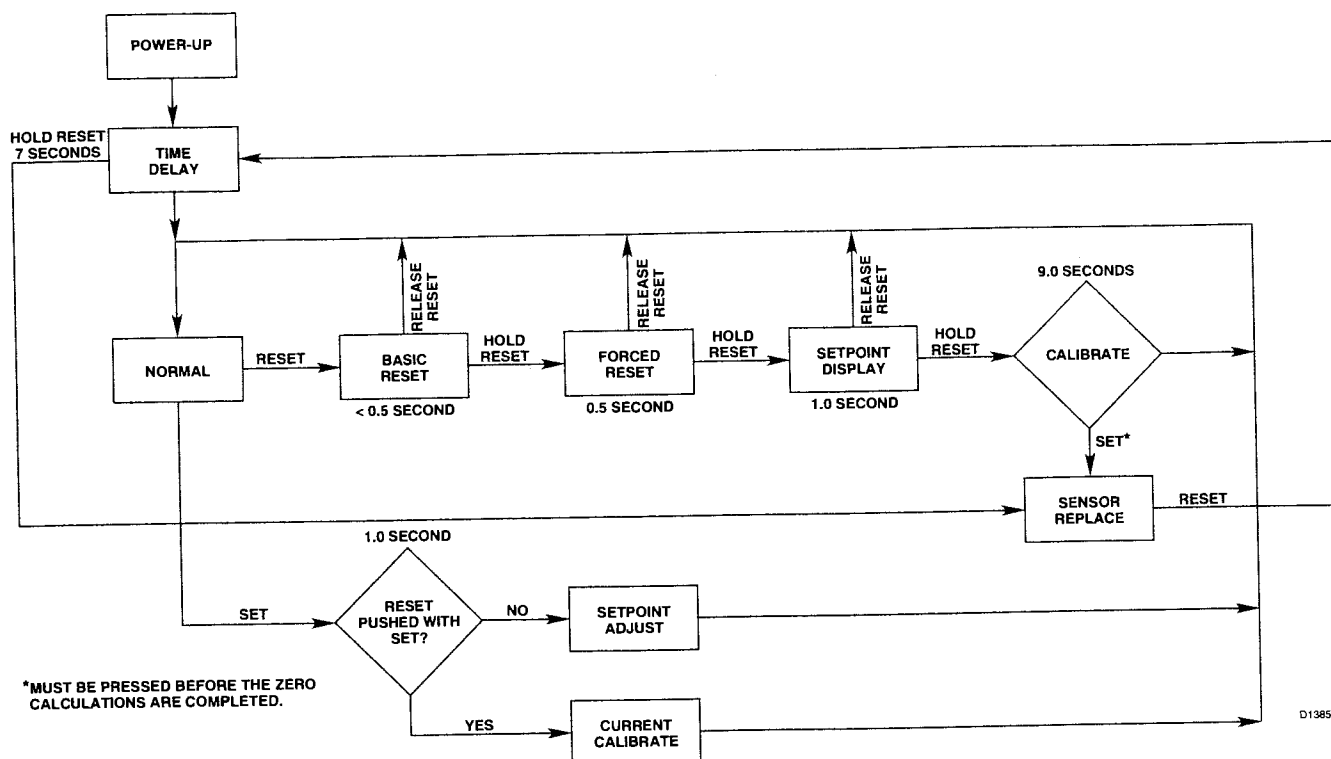 POWER-UP
HOLD RESET
7 SECONDS
TIME
DELAY
RELEASE
RESET
RELEASE
RESET
RELEASE
RESET
9.0 SECONDS
NORMAL
RESET
BASIC
RESET
< 0.5 SECOND
HOLD
RESET
FORCED
RESET
0.5 SECOND
HOLD
RESET
SETPOINT
DISPLAY
1.0 SECOND
HOLD
RESET
CALIBRATE
SET*
SENSOR
REPLACE
RESET
1.0 SECOND
SET
RESET
PUSHED WITH
SET?
NO
SETPOINT
ADJUST
*MUST BE PRESSED BEFORE THE ZERO
CALCULATIONS ARE COMPLETED.
YES
CURRENT
CALIBRATE
D1385